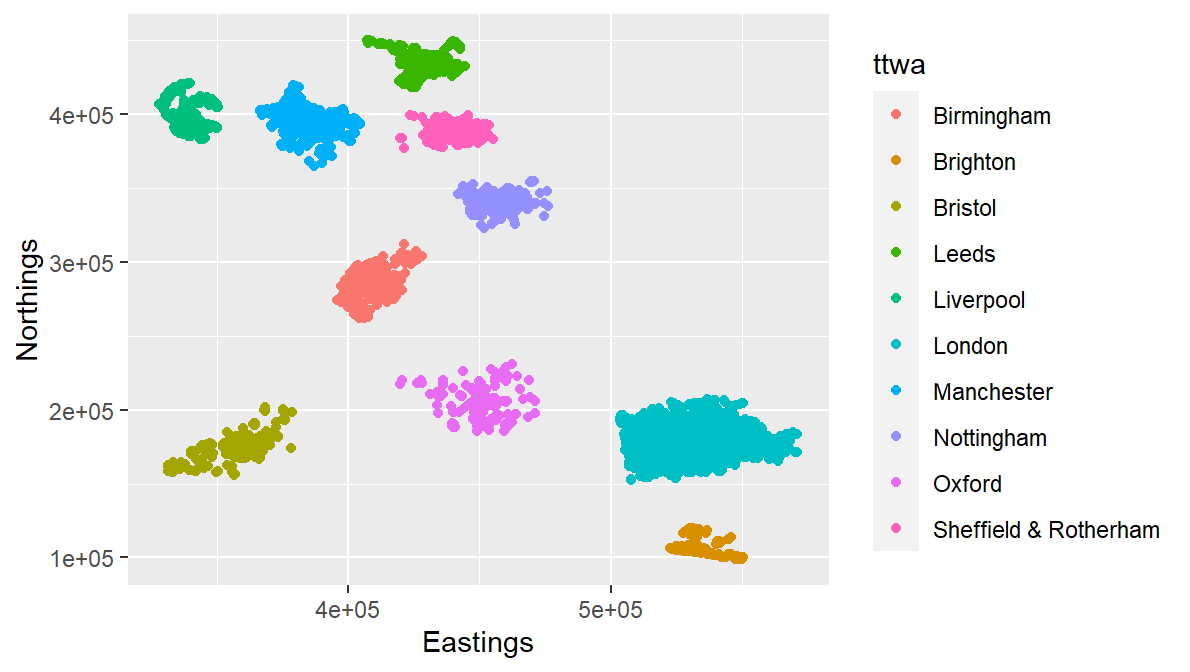 ttwa
Birmingham
Brighton
Bristol
Leeds
Liverpool
London
Manchester
Nottingham
Oxford
Sheffield & Rotherham
Northings
4e+05
3e+05
2e+05
1e+05
4e+05
5e+05
Eastings